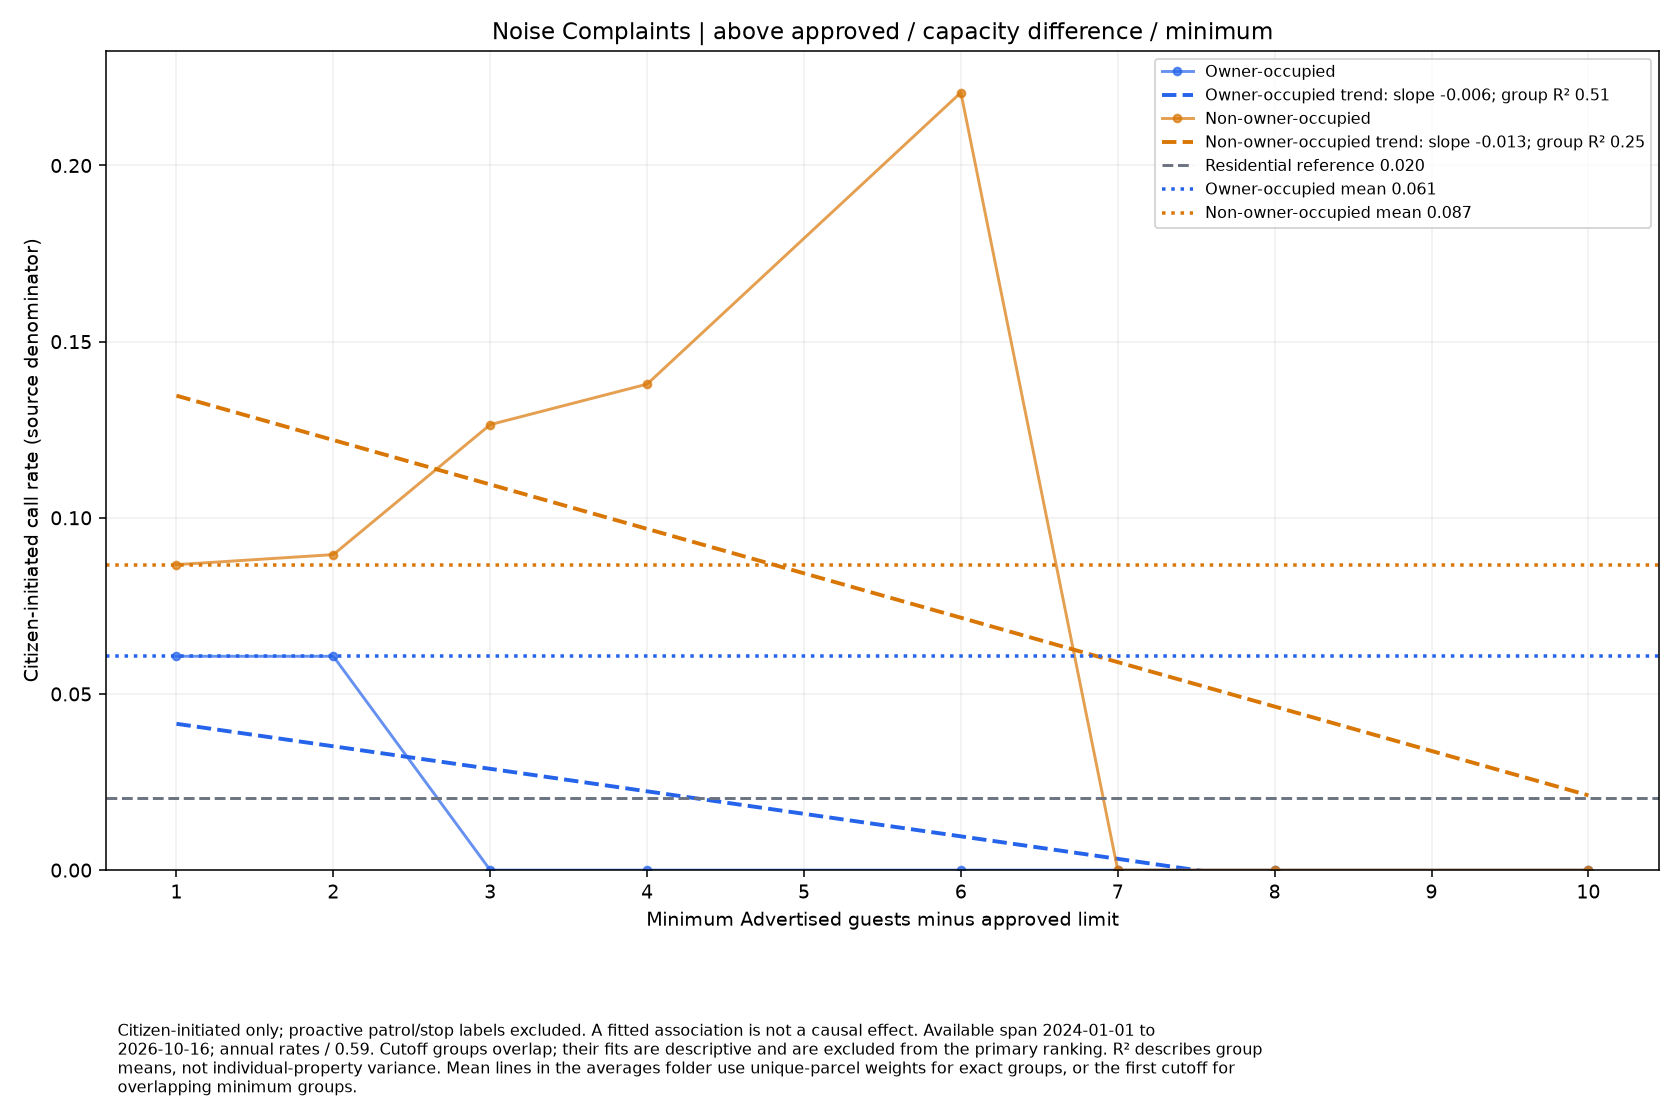 Noise Complaints | above approved / capacity difference / minimum
Owner-occupied
Owner-occupied trend: slope -0.006; group R² 0.51
Non-owner-occupied
Non-owner-occupied trend: slope -0.013; group R² 0.25
Residential reference 0.020
Owner-occupied mean 0.061
Non-owner-occupied mean 0.087
Citizen-initiated call rate (source denominator)
0.20
0.15
0.10
0.05
0.00
1 2 3 4 5 6 7 8 9 10
Minimum Advertised guests minus approved limit
Citizen-initiated only; proactive patrol/stop labels excluded. A fitted association is not a causal effect. Available span 2024-01-01 to
2026-10-16; annual rates / 0.59. Cutoff groups overlap; their fits are descriptive and are excluded from the primary ranking. R² describes group
means, not individual-property variance. Mean lines in the averages folder use unique-parcel weights for exact groups, or the first cutoff for
overlapping minimum groups.